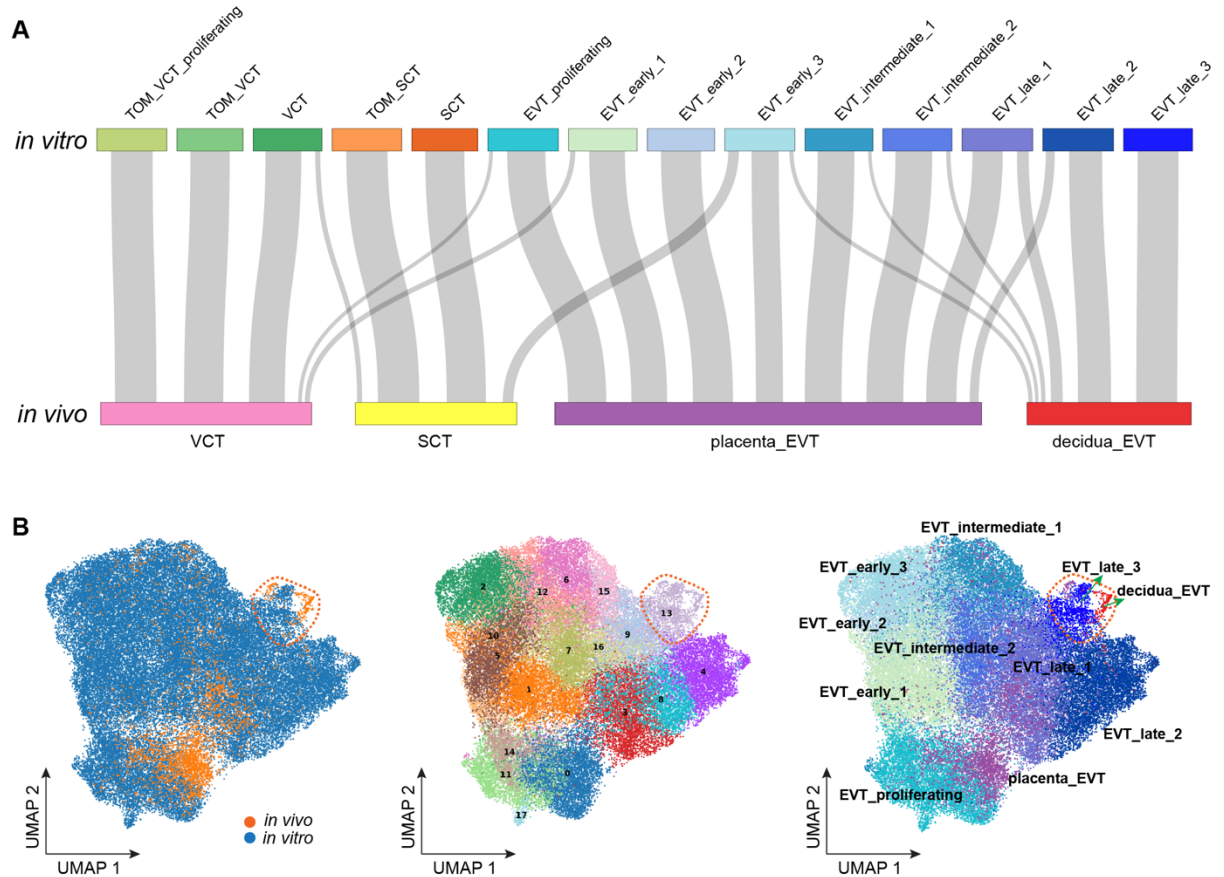 A
TOM_VCT_proliferating
TOM_VCT
VCT
TOM_SCT
SCT
EVT_proliferating
EVT_early_1
EVT_early_2
EVT_early_3
EVT_intermediate_1
EVT_intermediate_2
EVT_late_1
EVT_late_2
EVT_late_3
in vitro
in vivo
VCT
SCT
placenta_EVT
decidua_EVT
B
UMAP 2
UMAP 1
in vivo
in vitro
2
12
6
15
13
10
5
7
16
9
4
1
3
8
14
11
0
17
UMAP 2
UMAP 1
EVT_intermediate_1
EVT_early_3
EVT_late_3
decidua_EVT
EVT_early_2
EVT_intermediate_2
EVT_late_1
EVT_early_1
EVT_late_2
placenta_EVT
EVT_proliferating
UMAP 2
UMAP 1